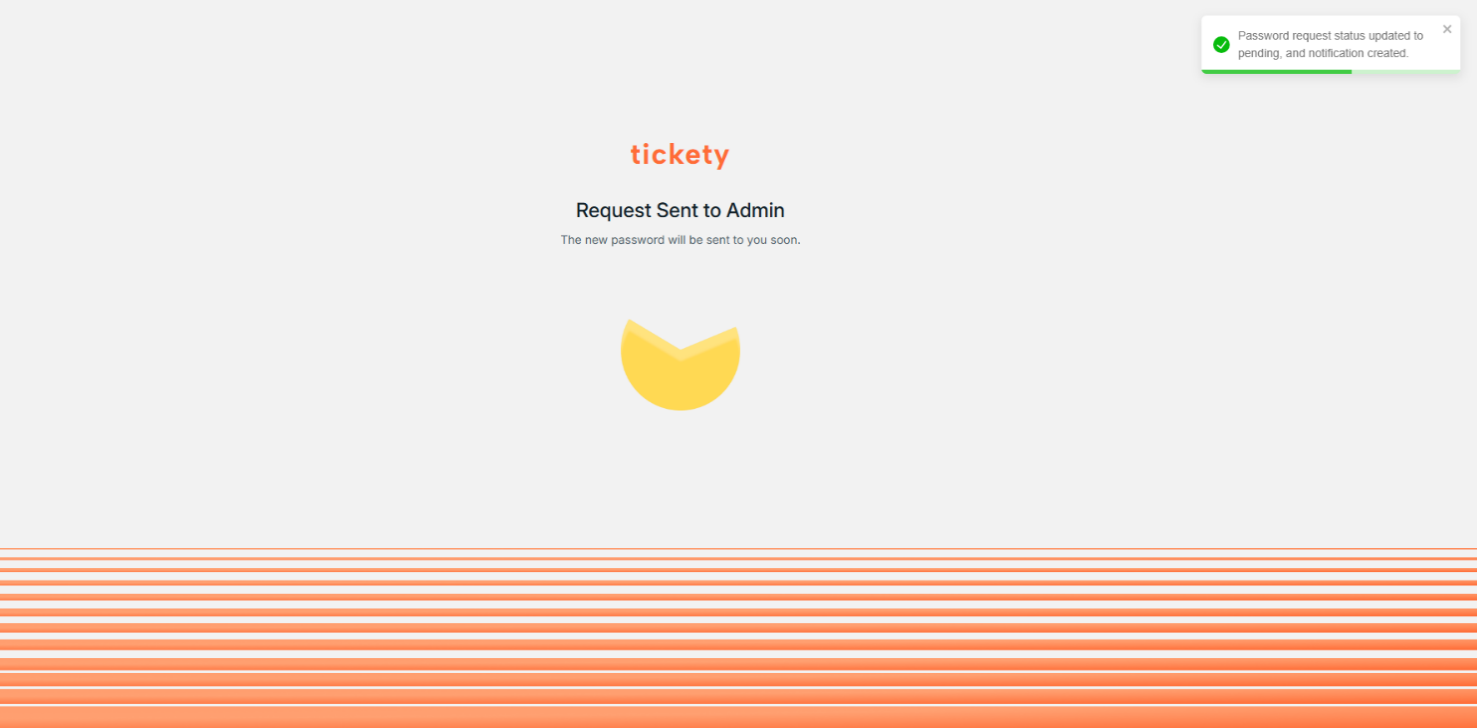 Password request status updated to
pending, and notification created.
tickety
Request Sent to Admin
The new password will be sent to you soon.